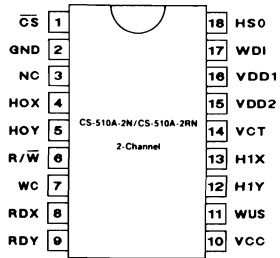 CS 1 18 HS0
GND 2 17 WDI
NC 3 16 VDD1
HOX 4 15 VDD2
HOY 5 14 VCT
R/W 6 13 H1X
WC 7 12 H1Y
RDX 8 11 WUS
RDY 9 10 VCC
CS-510A-2N/CS-510A-2RN
2-Channel